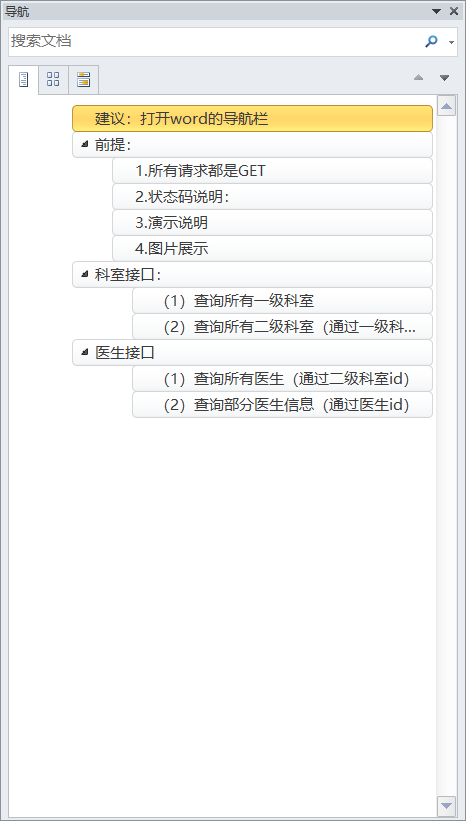 导航
搜索文档
建议：打开word的导航栏
前提：
1.所有请求都是GET
2.状态码说明：
3.演示说明
4.图片展示
科室接口：
（1）查询所有一级科室
（2）查询所有二级科室（通过一级科...
医生接口
（1）查询所有医生（通过二级科室id）
（2）查询部分医生信息（通过医生id）